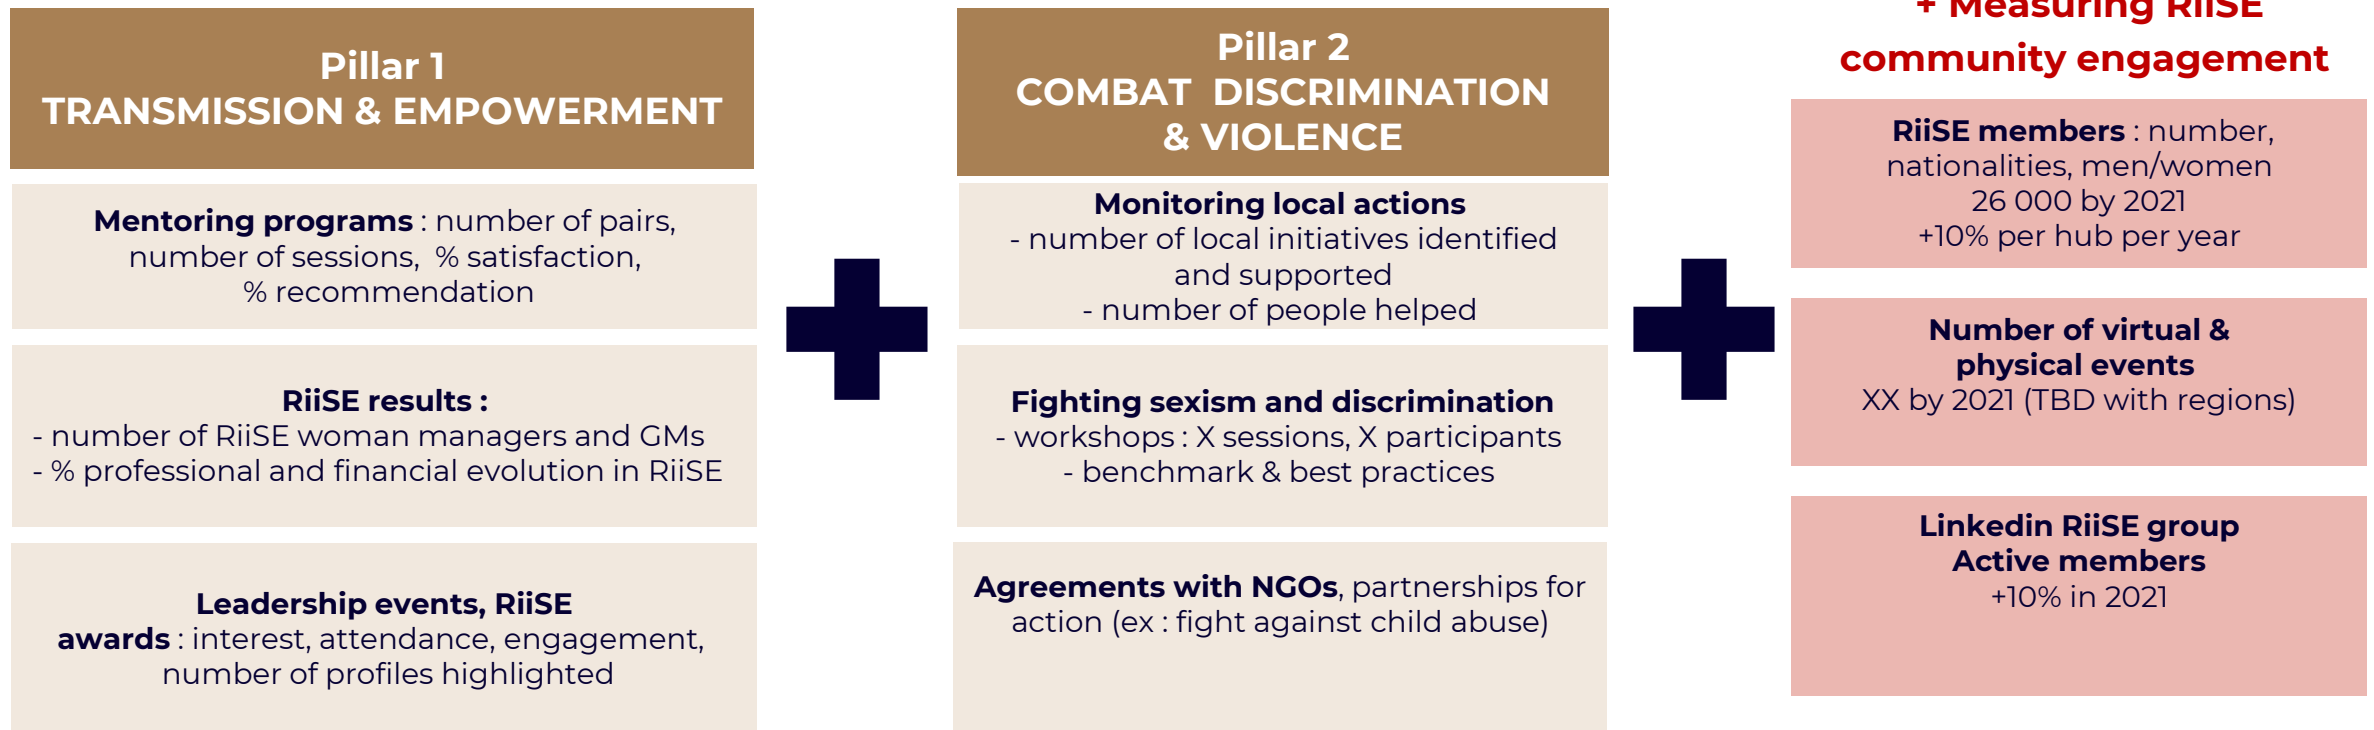 Pillar 1
TRANSMISSION & EMPOWERMENT
Mentoring programs : number of pairs,
number of sessions, % satisfaction,
% recommendation
RiiSE results :
- number of RiiSE woman managers and GMs
- % professional and financial evolution in RiiSE
Leadership events, RiiSE
awards : interest, attendance, engagement,
number of profiles highlighted
Pillar 2
COMBAT DISCRIMINATION
& VIOLENCE
Monitoring local actions
- number of local initiatives identified
and supported
- number of people helped
Fighting sexism and discrimination
- workshops : X sessions, X participants
- benchmark & best practices
Agreements with NGOs, partnerships for
action (ex : fight against child abuse)
+ Measuring RiiSE
community engagement
RiiSE members : number,
nationalities, men/women
26 000 by 2021
+10% per hub per year
Number of virtual &
physical events
XX by 2021 (TBD with regions)
Linkedin RiiSE group
Active members
+10% in 2021